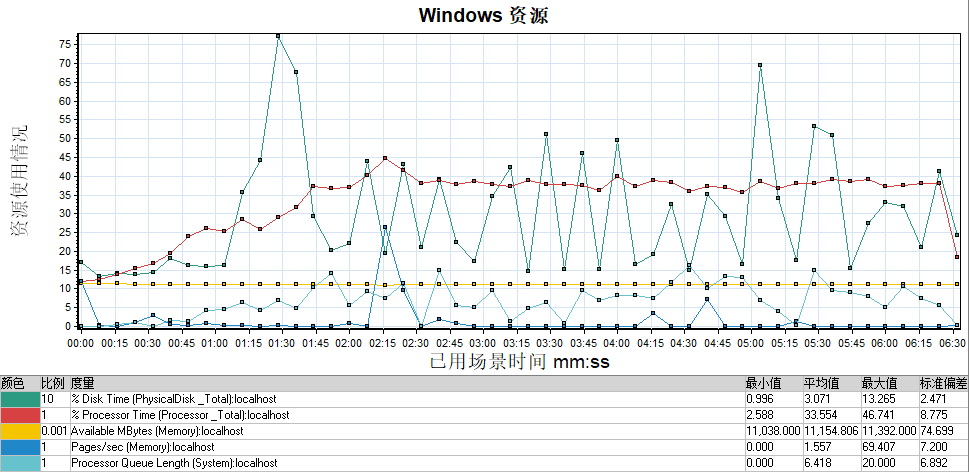 Windows 资源
75
70
65
60
55
50
45
40
35
30
25
20
15
10
5
0
资源使用情况
00:00 00:15 00:30 00:45 01:00 01:15 01:30 01:45 02:00 02:15 02:30 02:45 03:00 03:15 03:30 03:45 04:00 04:15 04:30 04:45 05:00 05:15 05:30 05:45 06:00 06:15 06:30
已用场景时间 mm:ss
颜色 比例 度量 最小值 平均值 最大值 标准偏差
10 % Disk Time (PhysicalDisk _Total):localhost 0.996 3.071 13.265 2.471
1 % Processor Time (Processor _Total):localhost 2.588 33.554 46.741 8.775
0.001 Available MBytes (Memory):localhost 11,038.000 11,154.806 11,392.000 74.699
1 Pages/sec (Memory):localhost 0.000 1.557 69.407 7.200
1 Processor Queue Length (System):localhost 0.000 6.418 20.000 6.892